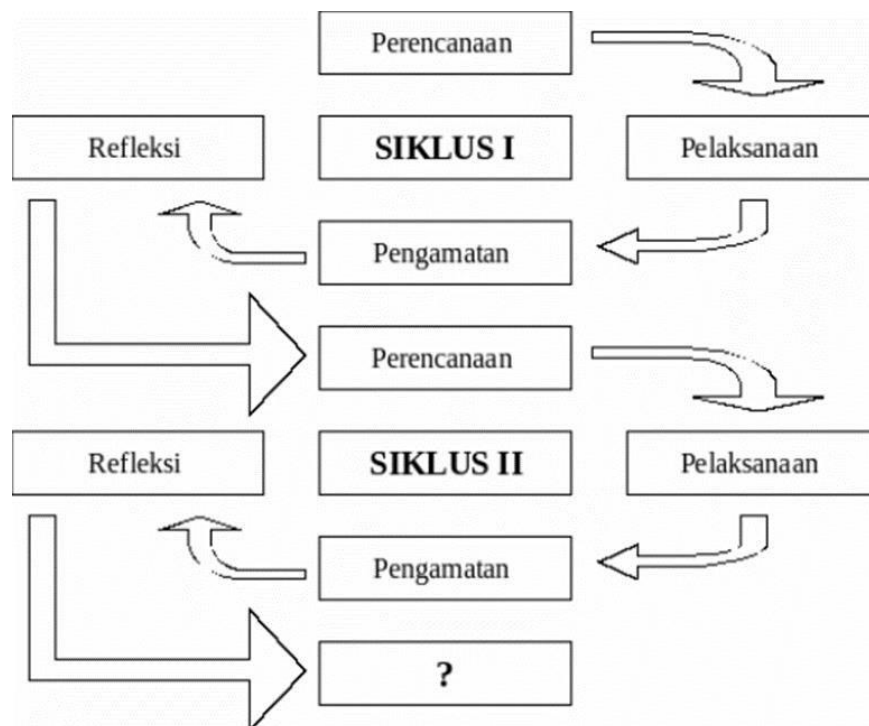 Perencanaan
Refleksi
SIKLUS I
Pelaksanaan
Pengamatan
Perencanaan
Refleksi
SIKLUS II
Pelaksanaan
Pengamatan
?